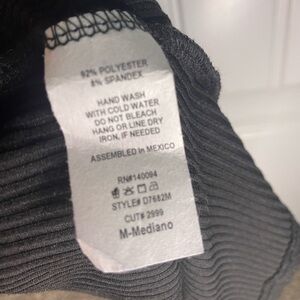 92% POLYESTER
8% SPANDEX
HAND WASH
WITH COLD WATER
DO NOT BLEACH
HANG OR LINE DRY
IRON, IF NEEDED
ASSEMBLED In MEXICO
RN#140094
STYLE# D7682M
CUT# 2999
M-Mediano